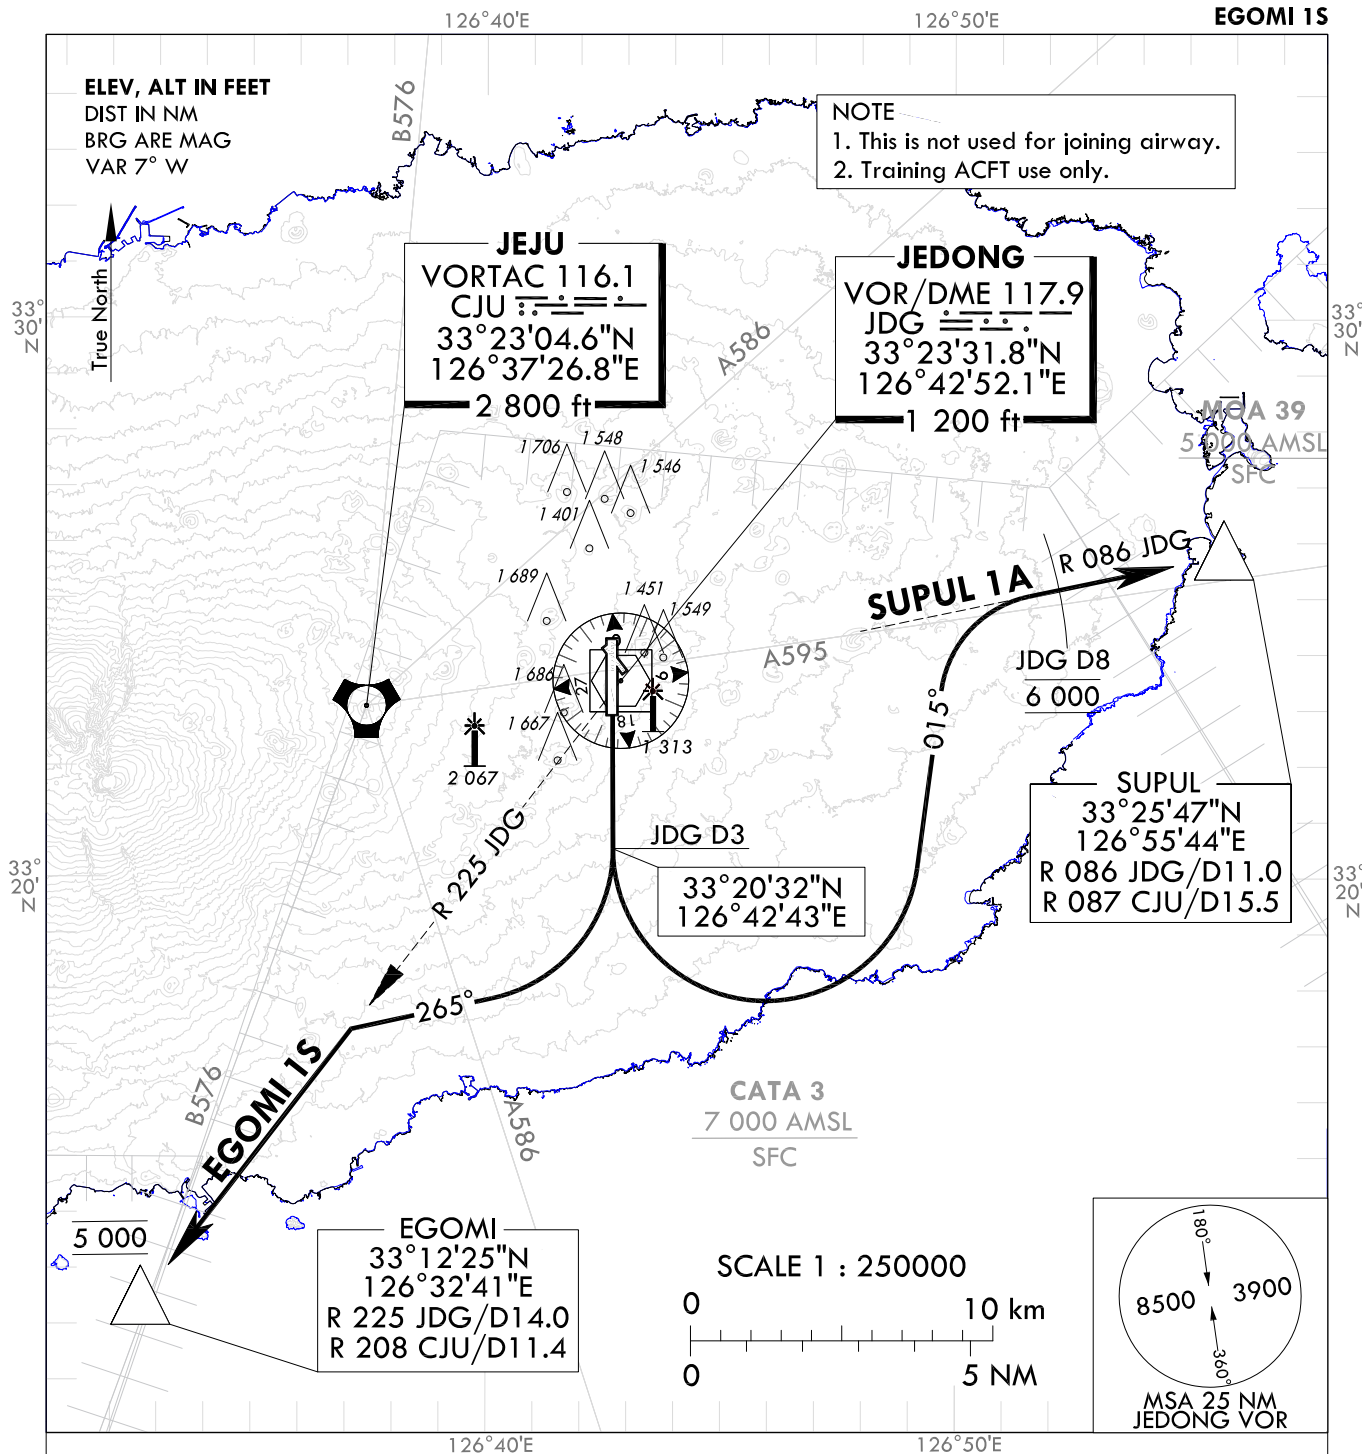 126°40'E
126°50'E
EGOMI 1S
ELEV, ALT IN FEET
DIST IN NM
BRG ARE MAG
VAR 7° W
True North
B576
NOTE
1. This is not used for joining airway.
2. Training ACFT use only.
JEJU
VORTAC 116.1
CJU
33°23'04.6"N
126°37'26.8"E
2 800 ft
JEDONG
VOR/DME 117.9
JDG
33°23'31.8"N
126°42'52.1"E
1 200 ft
33°
30'
N
33°
30'
N
A586
MOA 39
5 000 AMSL
SFC
1 706
1 548
1 546
1 401
1 689
1 451
1 549
1 686
1 667
1 313
2 067
27
9
18
R 086 JDG
SUPUL 1A
A595
JDG D8
6 000
015°
SUPUL
33°25'47"N
126°55'44"E
R 086 JDG/D11.0
R 087 CJU/D15.5
R 225 JDG
JDG D3
33°20'32"N
126°42'43"E
33°
20'
N
33°
20'
N
265°
EGOMI 1S
B576
A586
CATA 3
7 000 AMSL
SFC
5 000
EGOMI
33°12'25"N
126°32'41"E
R 225 JDG/D14.0
R 208 CJU/D11.4
SCALE 1 : 250000
0
10 km
0
5 NM
180°
8500
3900
360°
MSA 25 NM
JEDONG VOR
126°40'E
126°50'E